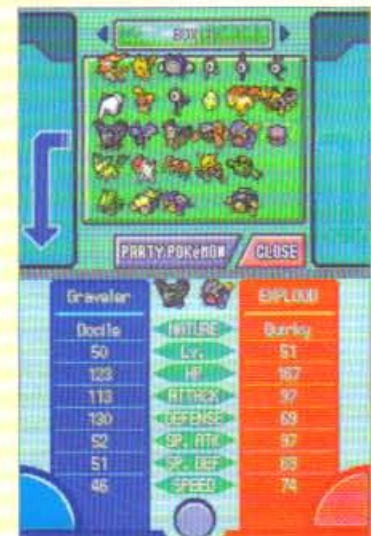 BOX
PARTY POKéMON CLOSE
Graveler EXPLOUD
Docile NATURE Quirky
50 Lv. 51
123 HP 167
113 ATTACK 97
130 DEFENSE 69
52 SP. ATK 97
51 SP. DEF 69
46 SPEED 74